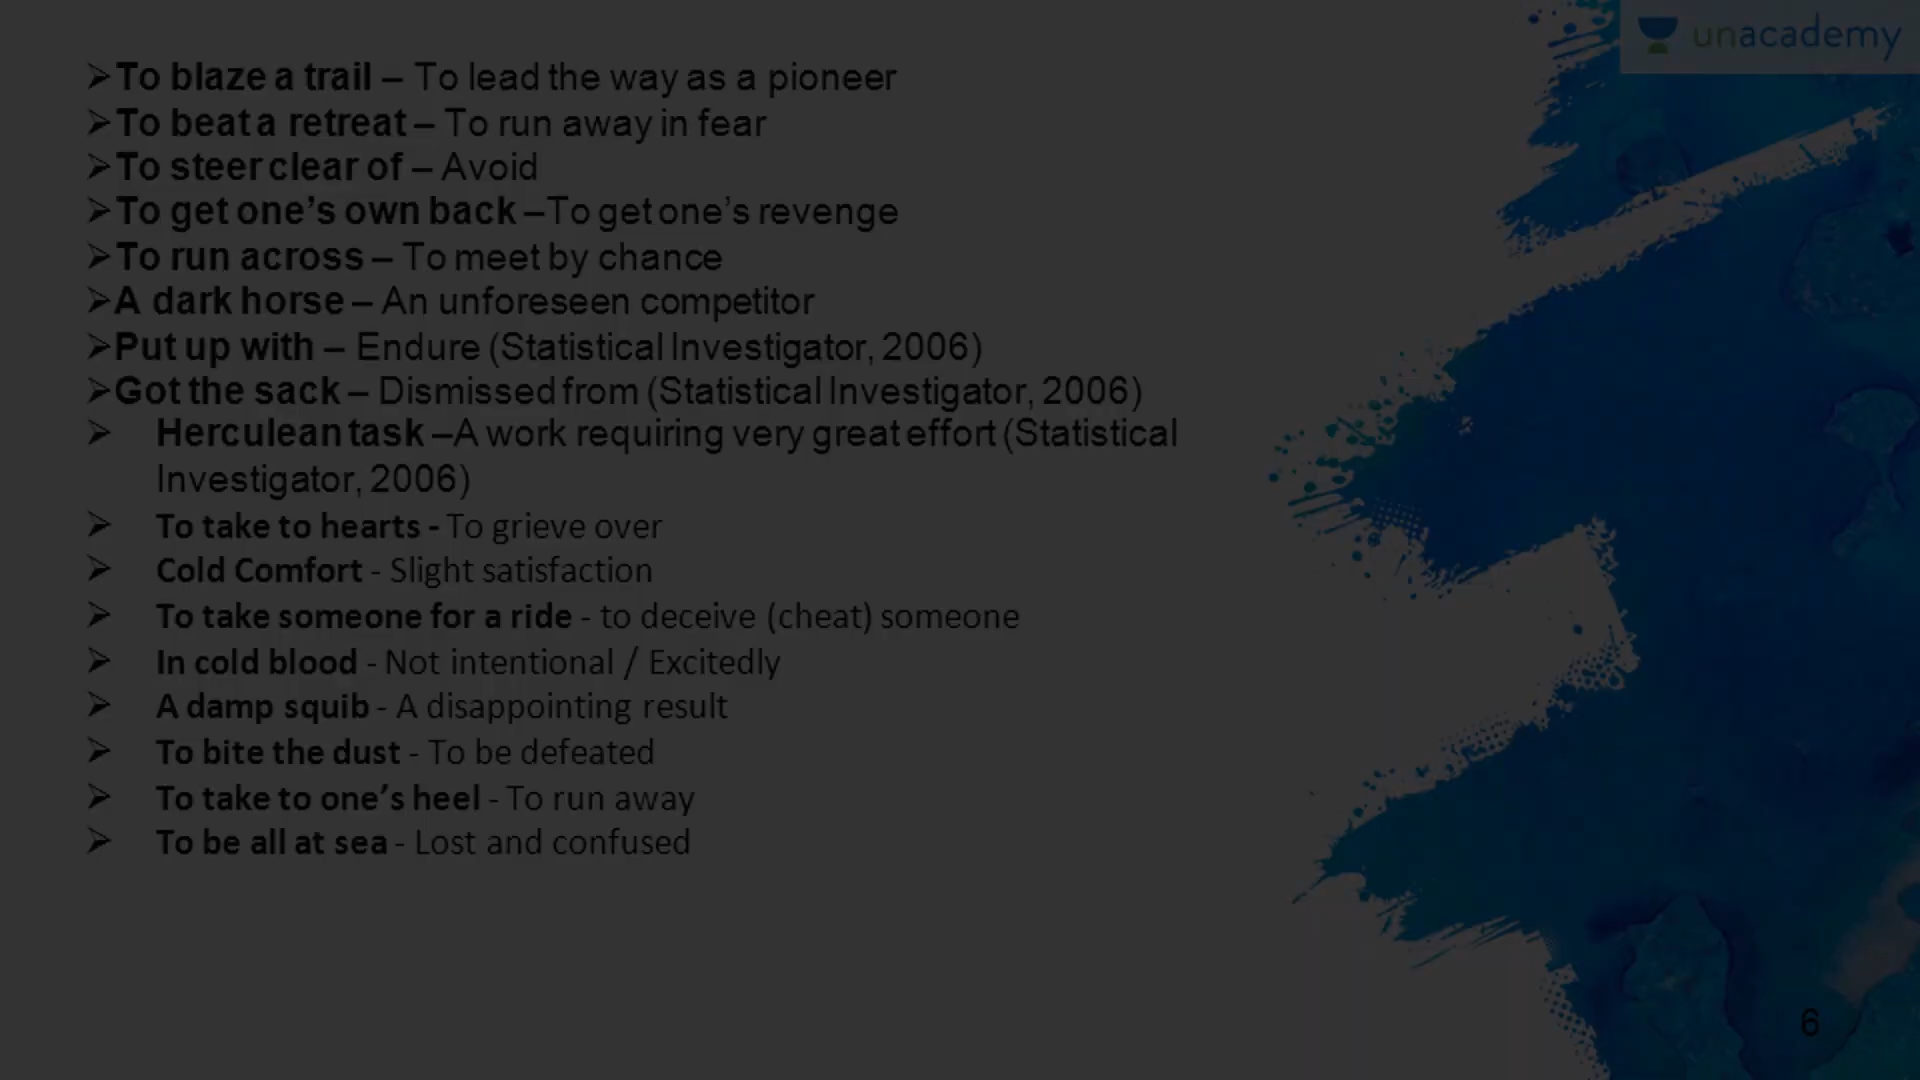 unacademy
➢To blaze a trail – To lead the way as a pioneer
➢To beat a retreat – To run away in fear
➢To steer clear of – Avoid
➢To get one’s own back –To get one’s revenge
➢To run across – To meet by chance
➢A dark horse – An unforeseen competitor
➢Put up with – Endure (Statistical Investigator, 2006)
➢Got the sack – Dismissed from (Statistical Investigator, 2006)
➢ Herculean task –A work requiring very great effort (Statistical
Investigator, 2006)
➢ To take to hearts - To grieve over
➢ Cold Comfort - Slight satisfaction
➢ To take someone for a ride - to deceive (cheat) someone
➢ In cold blood - Not intentional / Excitedly
➢ A damp squib - A disappointing result
➢ To bite the dust - To be defeated
➢ To take to one’s heel - To run away
➢ To be all at sea - Lost and confused
6